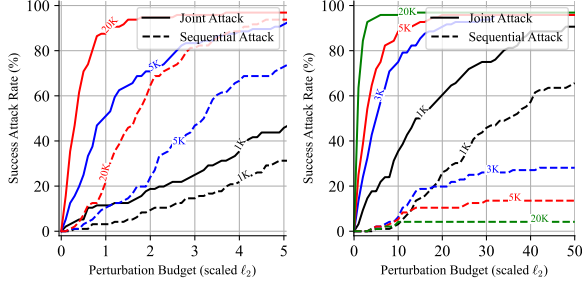 100
80
60
40
20
0
Success Attack Rate (%)
Joint Attack
Sequential Attack
20K
5K
20K
5K
1K
1K
0
1
2
3
4
5
Perturbation Budget (scaled ℓ2)
100
80
60
40
20
0
Success Attack Rate (%)
Joint Attack
Sequential Attack
20K
5K
3K
1K
1K
3K
5K
20K
0
10
20
30
40
50
Perturbation Budget (scaled ℓ2)